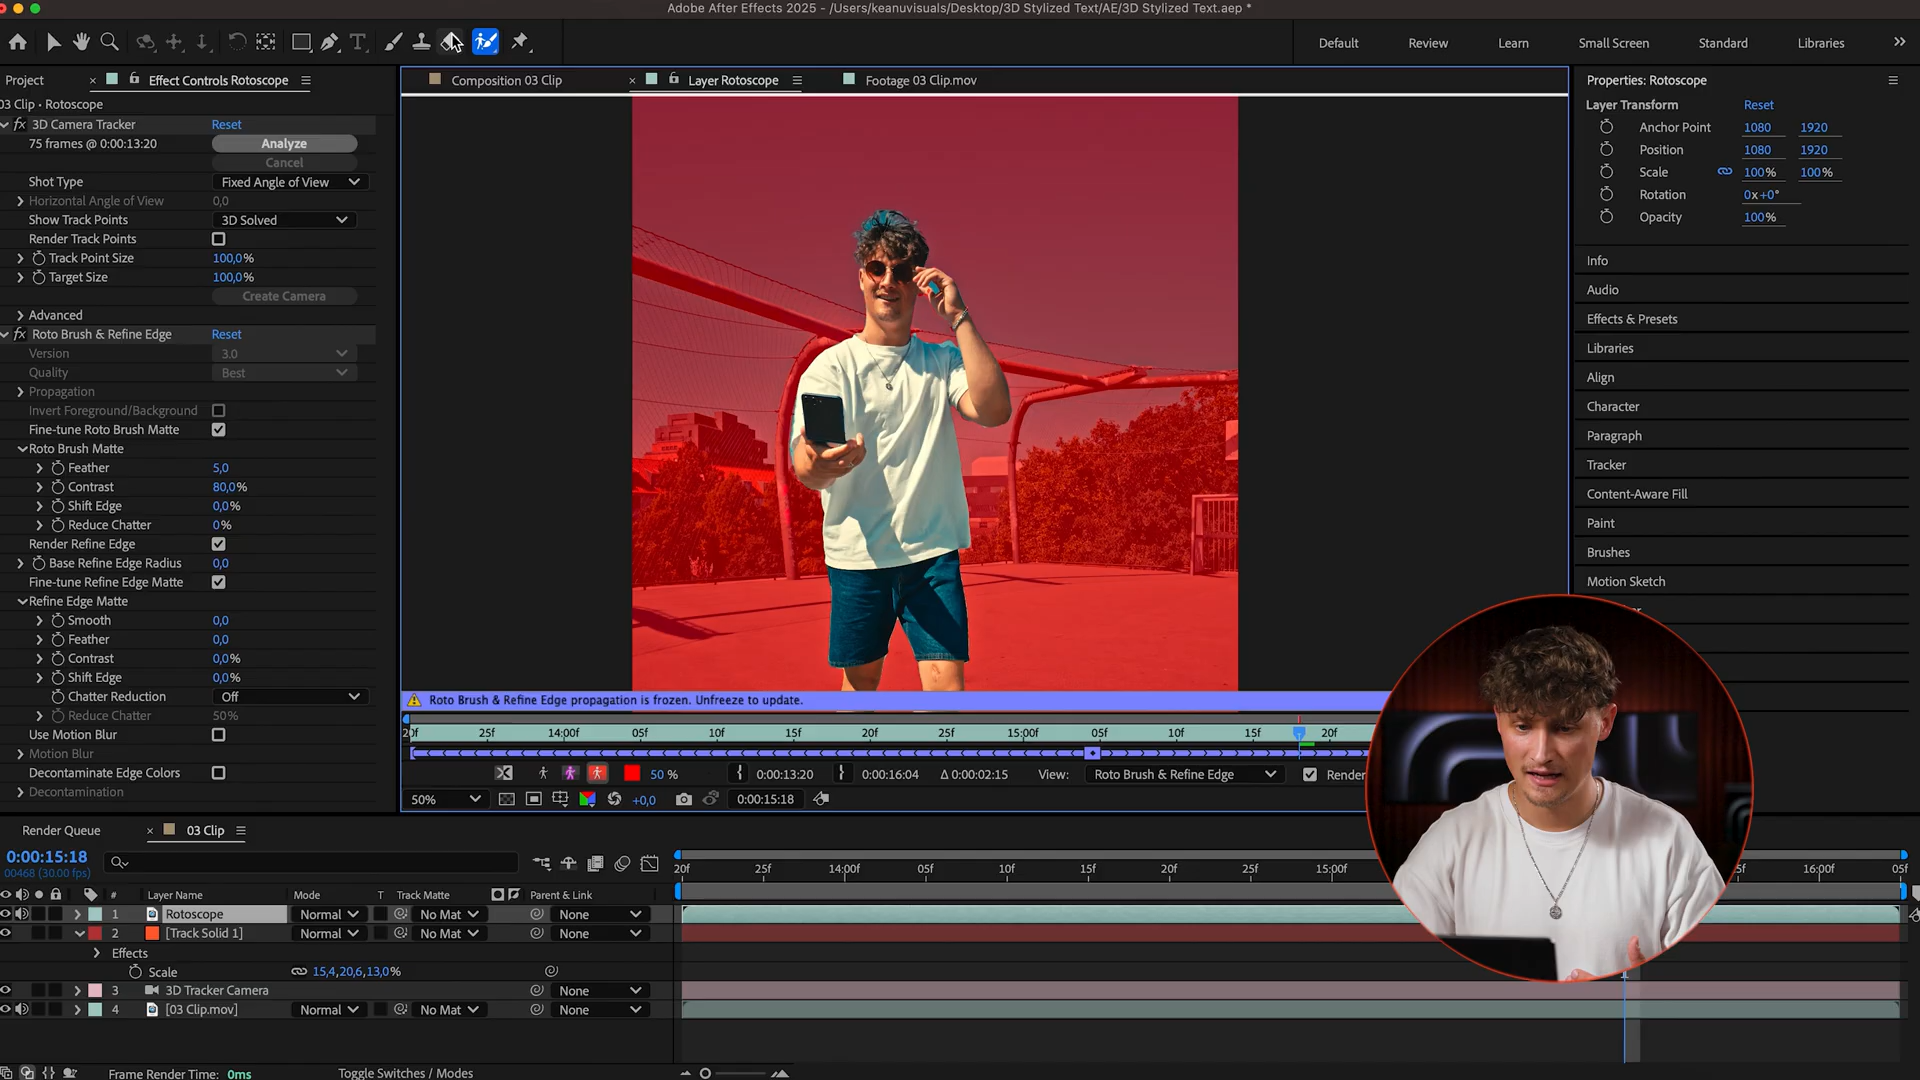 Adobe After Effects 2025 - /Users/keanuvisuals/Desktop/3D Stylized Text/AE/3D Stylized Text.aep *
Default
Review
Learn
Small Screen
Standard
Libraries
Project
Effect Controls Rotoscope
Composition 03 Clip
Layer Rotoscope
Footage 03 Clip.mov
Properties: Rotoscope
03 Clip • Rotoscope
3D Camera Tracker Reset
75 frames @ 0:00:13:20 Analyze
Cancel
Shot Type Fixed Angle of View
Horizontal Angle of View 0,0
Show Track Points 3D Solved
Render Track Points
Track Point Size 100,0%
Target Size 100,0%
Create Camera
Advanced
Roto Brush & Refine Edge Reset
Version 3.0
Quality Best
Propagation
Invert Foreground/Background
Fine-tune Roto Brush Matte
Roto Brush Matte
Feather 5,0
Contrast 80,0%
Shift Edge 0,0%
Reduce Chatter 0%
Render Refine Edge
Base Refine Edge Radius 0,0
Fine-tune Refine Edge Matte
Refine Edge Matte
Smooth 0,0
Feather 0,0
Contrast 0,0%
Shift Edge 0,0%
Chatter Reduction Off
Reduce Chatter 50%
Use Motion Blur
Motion Blur
Decontaminate Edge Colors
Decontamination
Layer Transform Reset
Anchor Point 1080 1920
Position 1080 1920
Scale 100% 100%
Rotation 0x+0°
Opacity 100%
Info
Audio
Effects & Presets
Libraries
Align
Character
Paragraph
Tracker
Content-Aware Fill
Paint
Brushes
Motion Sketch
Roto Brush & Refine Edge propagation is frozen. Unfreeze to update.
20f 25f 14:00f 05f 10f 15f 20f 25f 15:00f 05f 10f 15f 20f
50 % 0:00:13:20 0:00:16:04 Δ 0:00:02:15 View: Roto Brush & Refine Edge Render
50% +0,0 0:00:15:18
Render Queue
03 Clip
0:00:15:18
00468 (30.00 fps)
20f 25f 14:00f 05f 10f 15f 20f 25f 15:00f 5f 16:00f 05f
# Layer Name Mode T Track Matte Parent & Link
1 Rotoscope Normal No Mat None
2 [Track Solid 1] Normal No Mat None
Effects
Scale 15,4,20,6,13,0%
3 3D Tracker Camera None
4 [03 Clip.mov] Normal No Mat None
Frame Render Time: 0ms
Toggle Switches / Modes